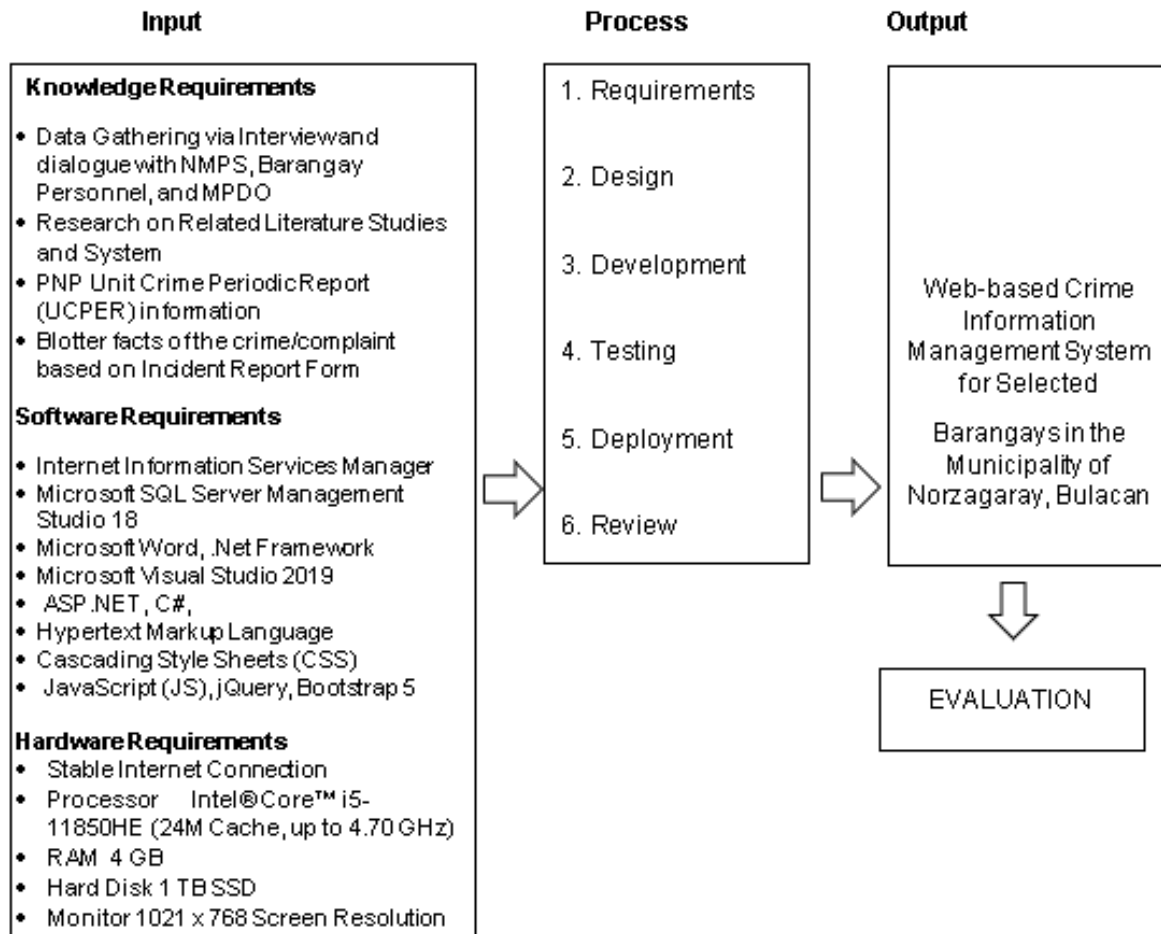 Input
Process
Output
Knowledge Requirements
• Data Gathering via Interview and
dialogue with NMPS, Barangay
Personnel, and MPDO
• Research on Related Literature Studies
and System
• PNP Unit Crime Periodic Report
(UCPER) information
• Blotter facts of the crime/complaint
based on Incident Report Form
Software Requirements
• Internet Information Services Manager
• Microsoft SQL Server Management
Studio 18
• Microsoft Word, .Net Framework
• Microsoft Visual Studio 2019
• ASP.NET, C#,
• Hypertext Markup Language
• Cascading Style Sheets (CSS)
• JavaScript (JS), jQuery, Bootstrap 5
Hardware Requirements
• Stable Internet Connection
• Processor Intel®Core™ i5-
11850HE (24M Cache, up to 4.70 GHz)
• RAM 4 GB
• Hard Disk 1 TB SSD
• Monitor 1021 x 768 Screen Resolution
1. Requirements
2. Design
3. Development
4. Testing
5. Deployment
6. Review
Web-based Crime
Information
Management System
for Selected
Barangays in the
Municipality of
Norzagaray, Bulacan
EVALUATION